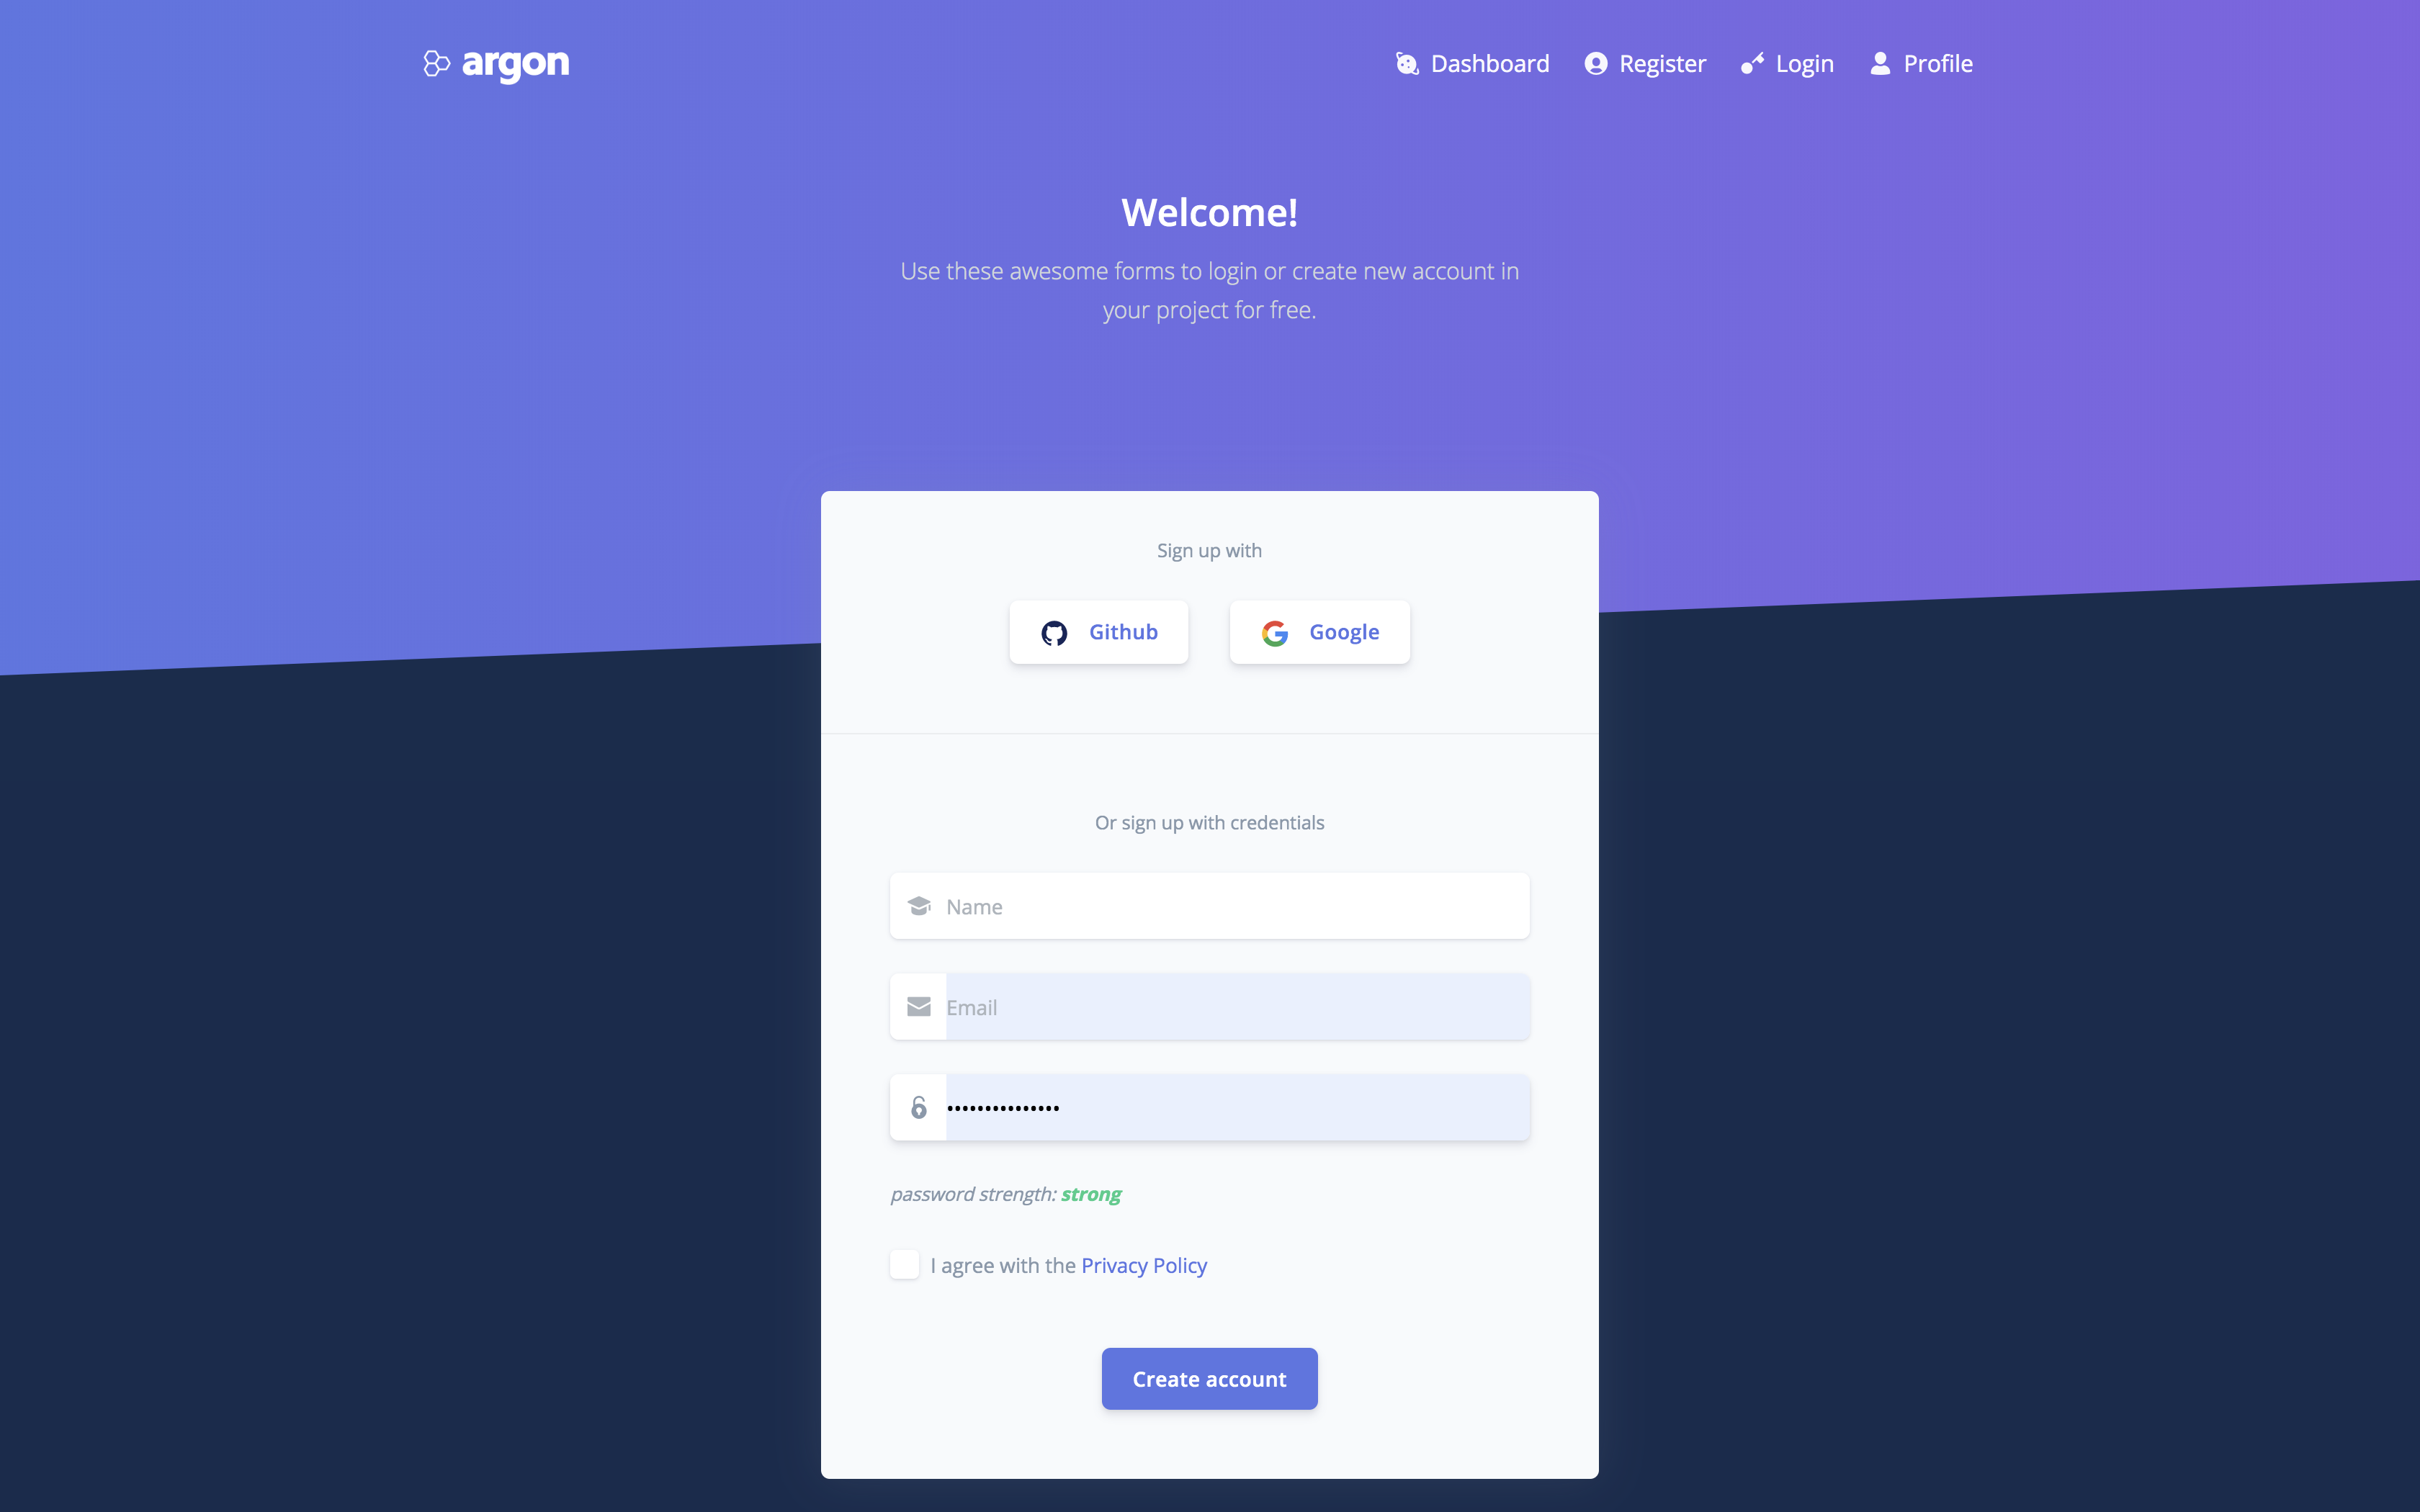 argon
Dashboard Register Login Profile
Welcome!
Use these awesome forms to login or create new account in
your project for free.
Sign up with
Github Google
Or sign up with credentials
Name
Email
•••••••••••••••
password strength: strong
I agree with the Privacy Policy
Create account